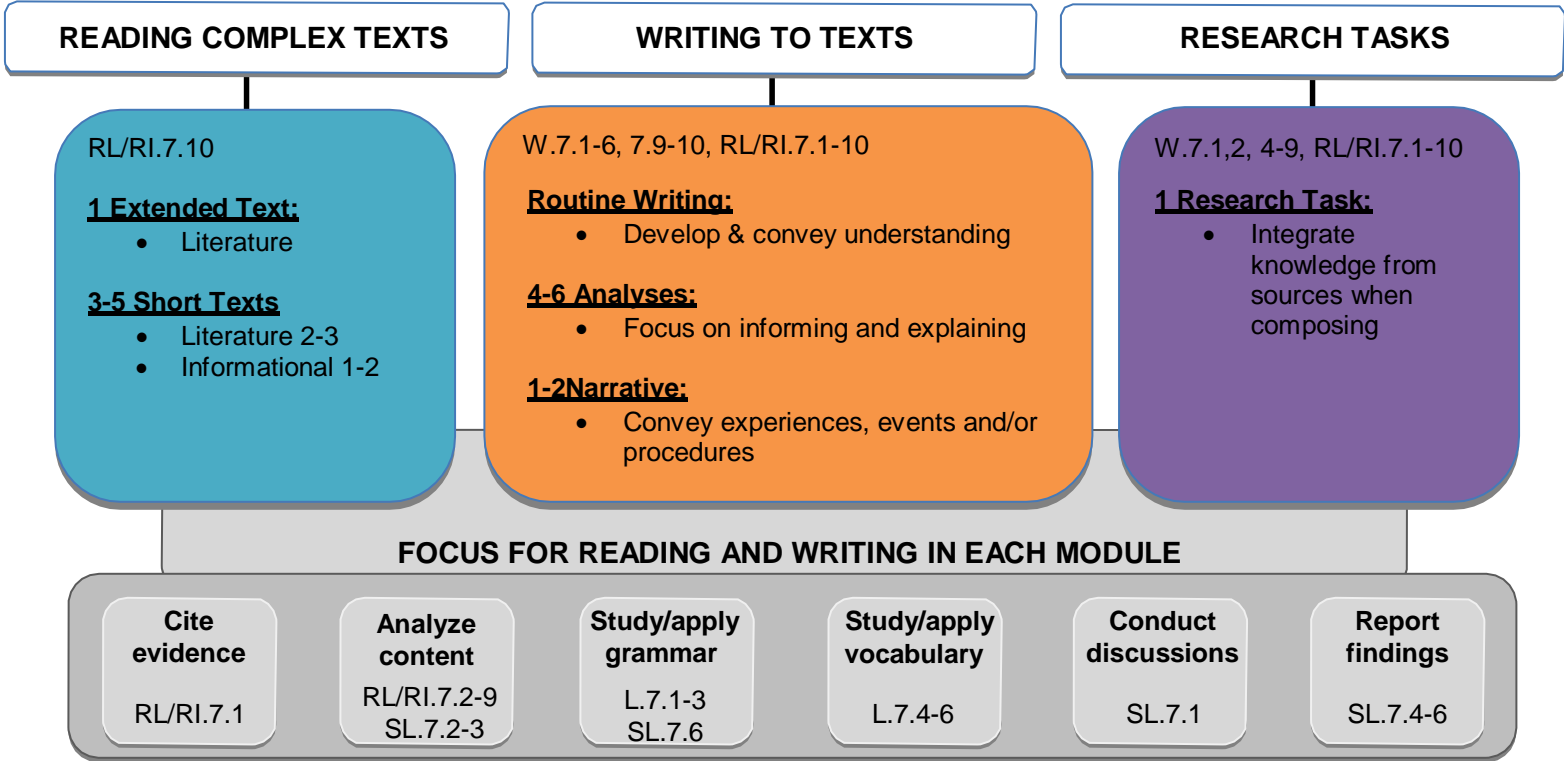 READING COMPLEX TEXTS
WRITING TO TEXTS
RESEARCH TASKS
RL/RI.7.10
1 Extended Text:
• Literature
3-5 Short Texts
• Literature 2-3
• Informational 1-2
W.7.1-6, 7.9-10, RL/RI.7.1-10
Routine Writing:
• Develop & convey understanding
4-6 Analyses:
• Focus on informing and explaining
1-2Narrative:
• Convey experiences, events and/or
procedures
W.7.1,2, 4-9, RL/RI.7.1-10
1 Research Task:
• Integrate
knowledge from
sources when
composing
FOCUS FOR READING AND WRITING IN EACH MODULE
Cite
evidence
RL/RI.7.1
Analyze
content
RL/RI.7.2-9
SL.7.2-3
Study/apply
grammar
L.7.1-3
SL.7.6
Study/apply
vocabulary
L.7.4-6
Conduct
discussions
SL.7.1
Report
findings
SL.7.4-6